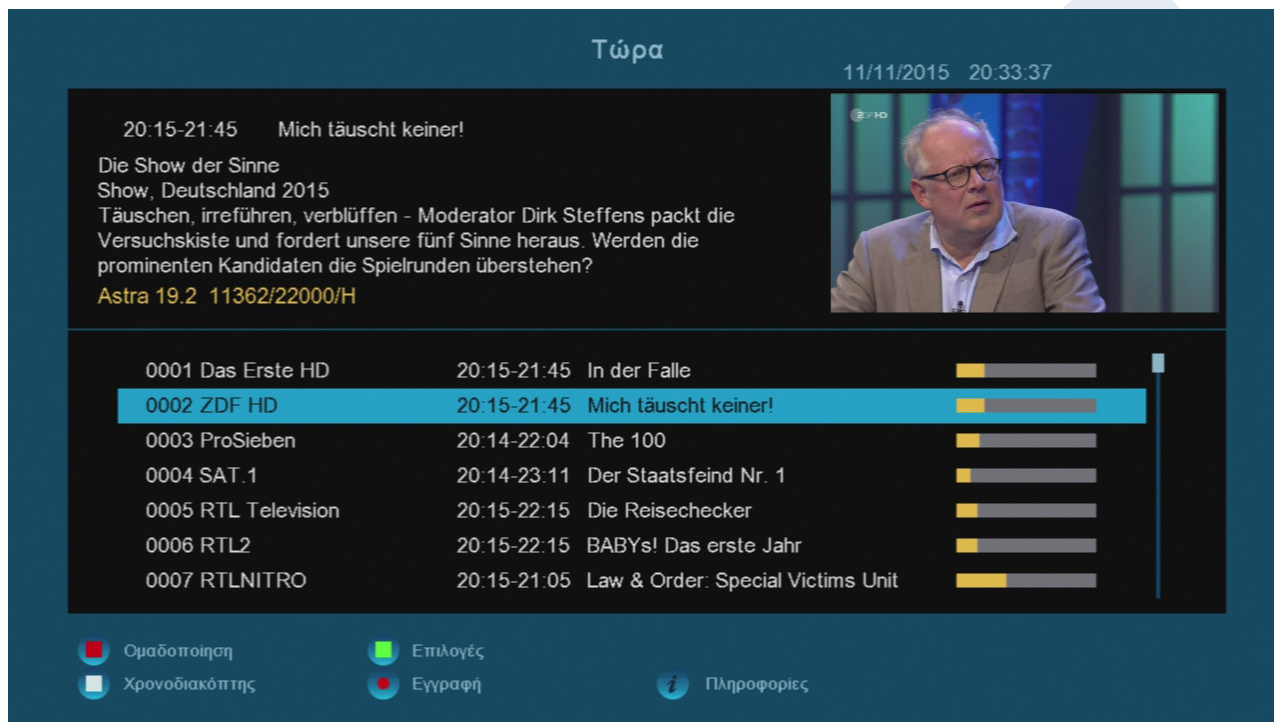 Τώρα
11/11/2015 20:33:37
20:15-21:45 Mich täuscht keiner!
Die Show der Sinne
Show, Deutschland 2015
Täuschen, irreführen, verblüffen - Moderator Dirk Steffens packt die
Versuchskiste und fordert unsere fünf Sinne heraus. Werden die
prominenten Kandidaten die Spielrunden überstehen?
Astra 19.2 11362/22000/H
ZDF HD
0001 Das Erste HD 20:15-21:45 In der Falle
0002 ZDF HD 20:15-21:45 Mich täuscht keiner!
0003 ProSieben 20:14-22:04 The 100
0004 SAT.1 20:14-23:11 Der Staatsfeind Nr. 1
0005 RTL Television 20:15-22:15 Die Reisechecker
0006 RTL2 20:15-22:15 BABYs! Das erste Jahr
0007 RTLNITRO 20:15-21:05 Law & Order: Special Victims Unit
Ομαδοποίηση Επιλογές
Χρονοδιακόπτης Εγγραφή i Πληροφορίες